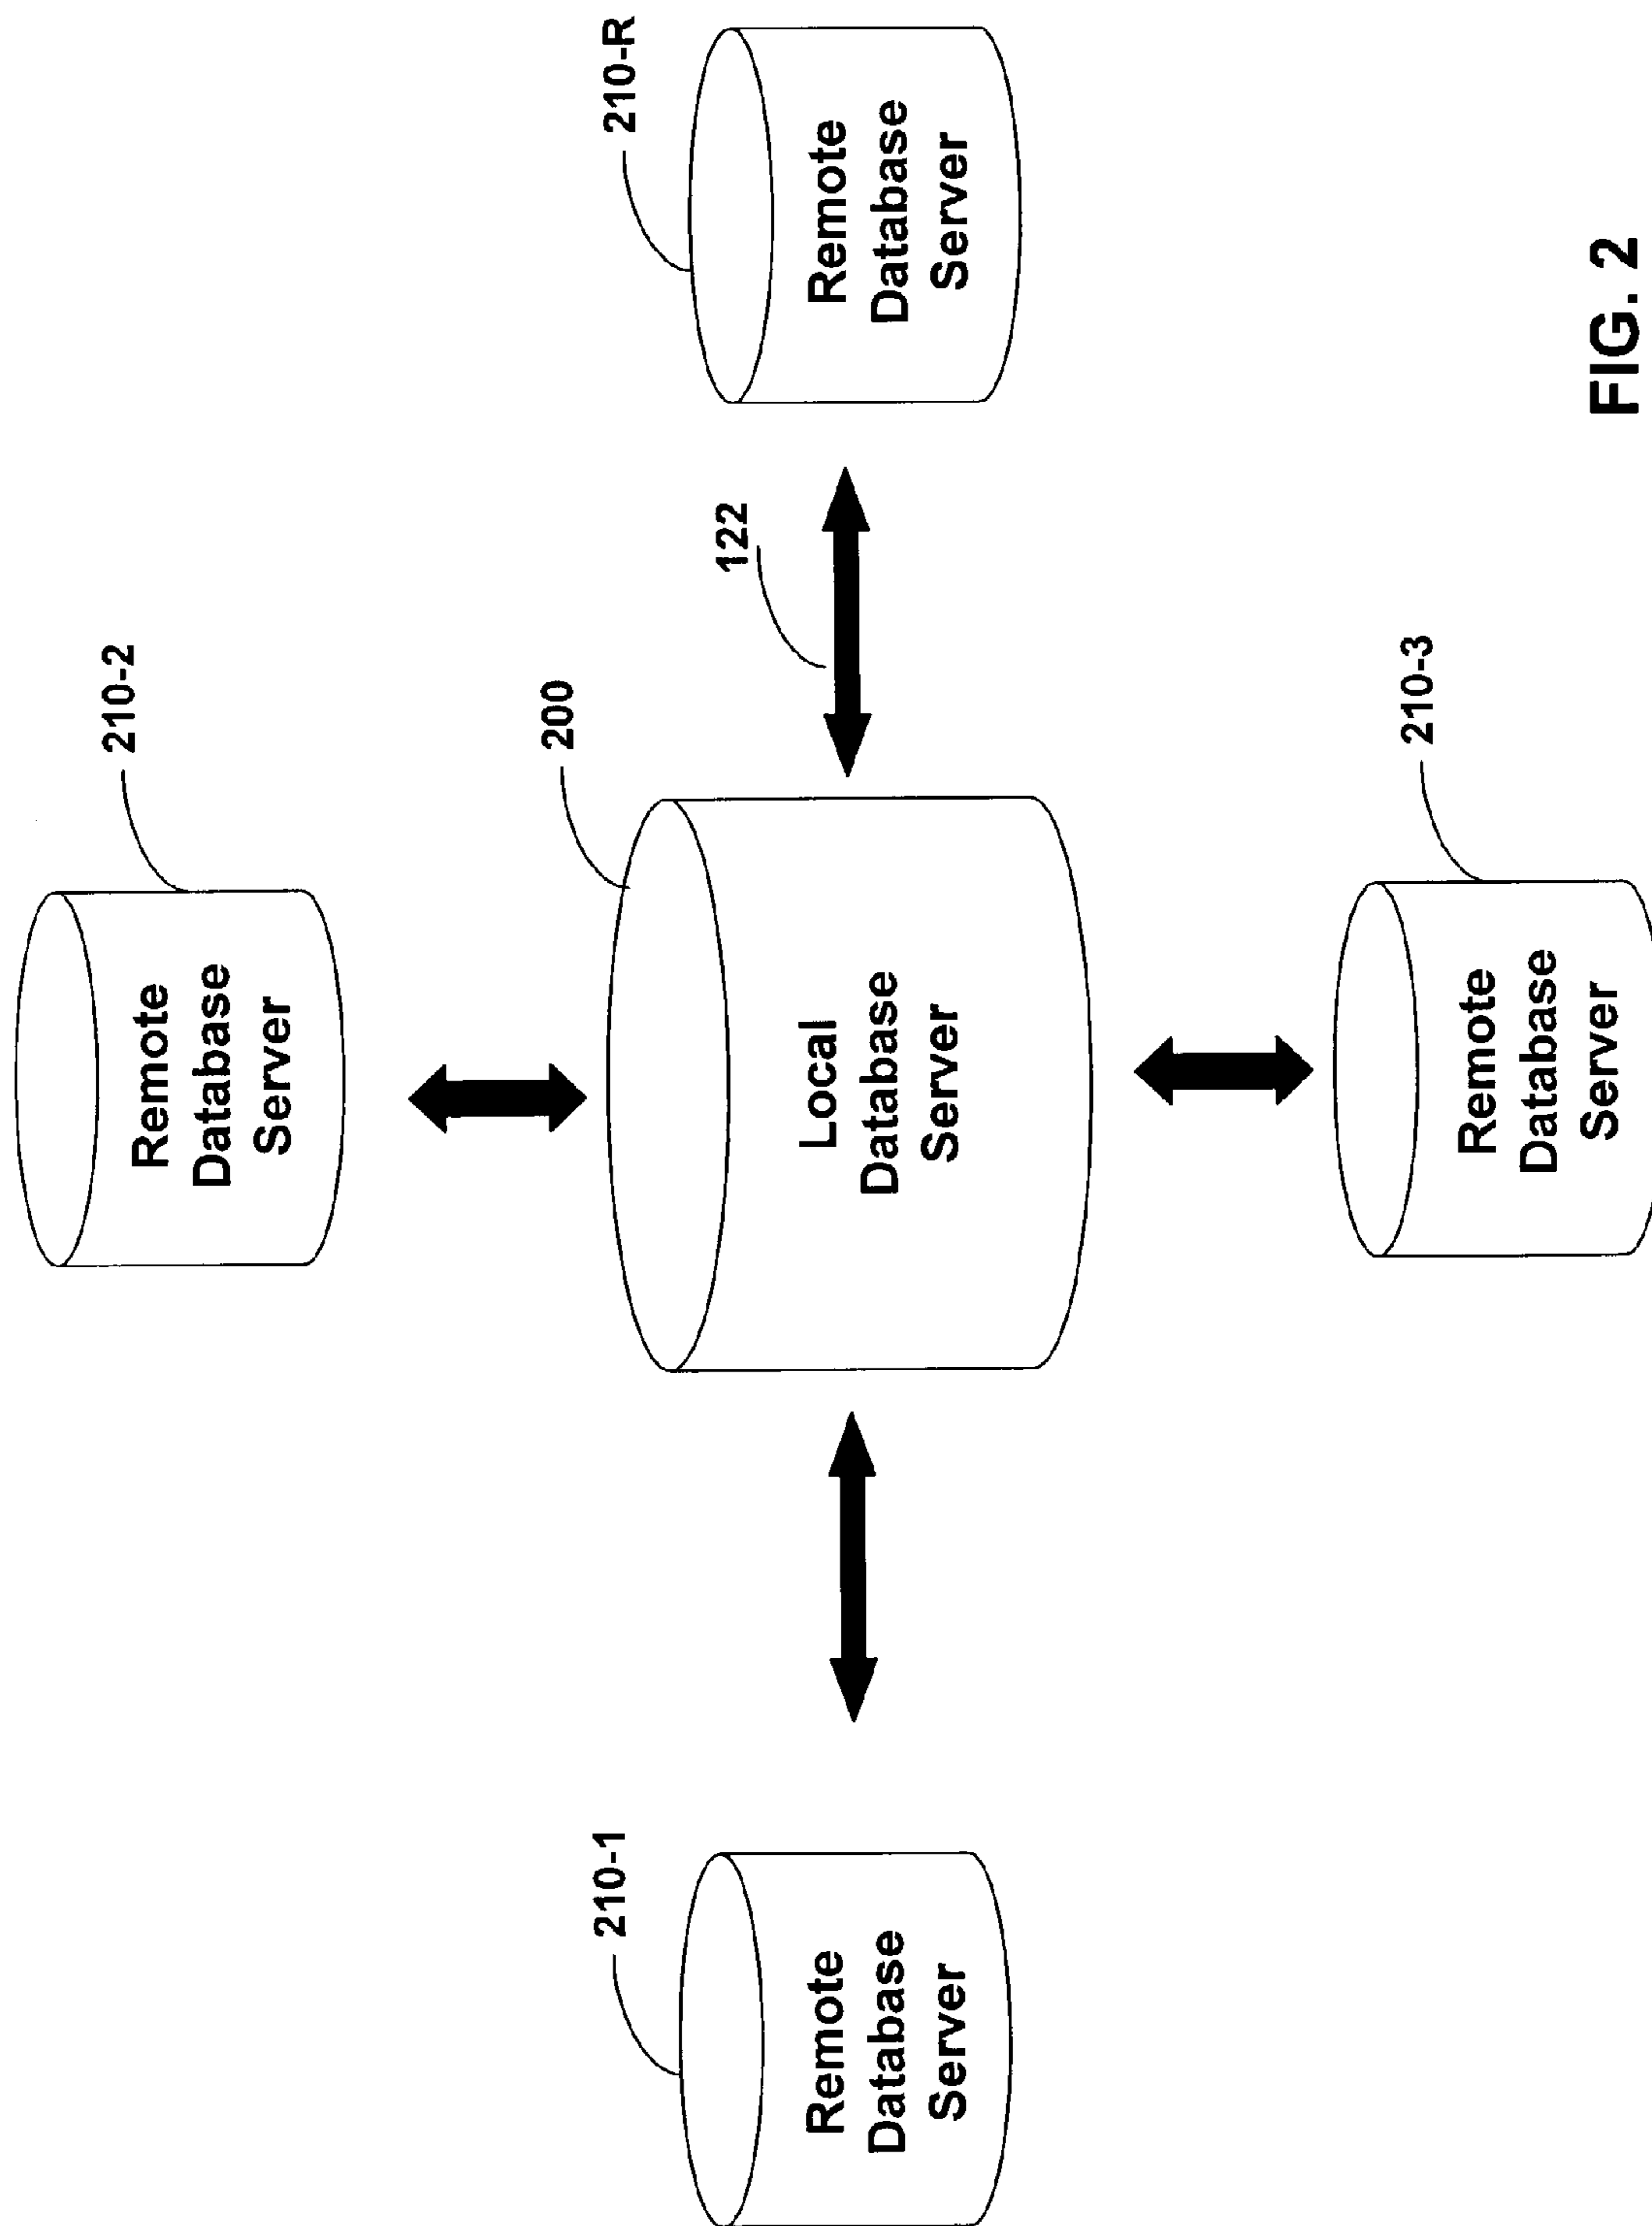 210-2
Remote
Database
Server
200
210-1
210-R
122
Remote
Database
Server
Local
Database
Server
Remote
Database
Server
210-3
Remote
Database
Server
FIG. 2